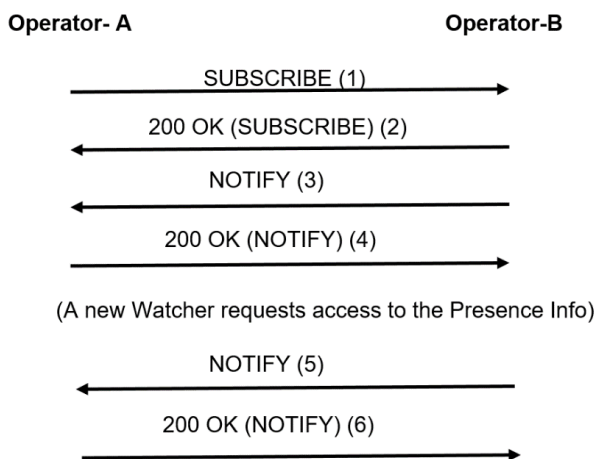 Operator- A Operator-B
SUBSCRIBE (1)
200 OK (SUBSCRIBE) (2)
NOTIFY (3)
200 OK (NOTIFY) (4)
(A new Watcher requests access to the Presence Info)
NOTIFY (5)
200 OK (NOTIFY) (6)